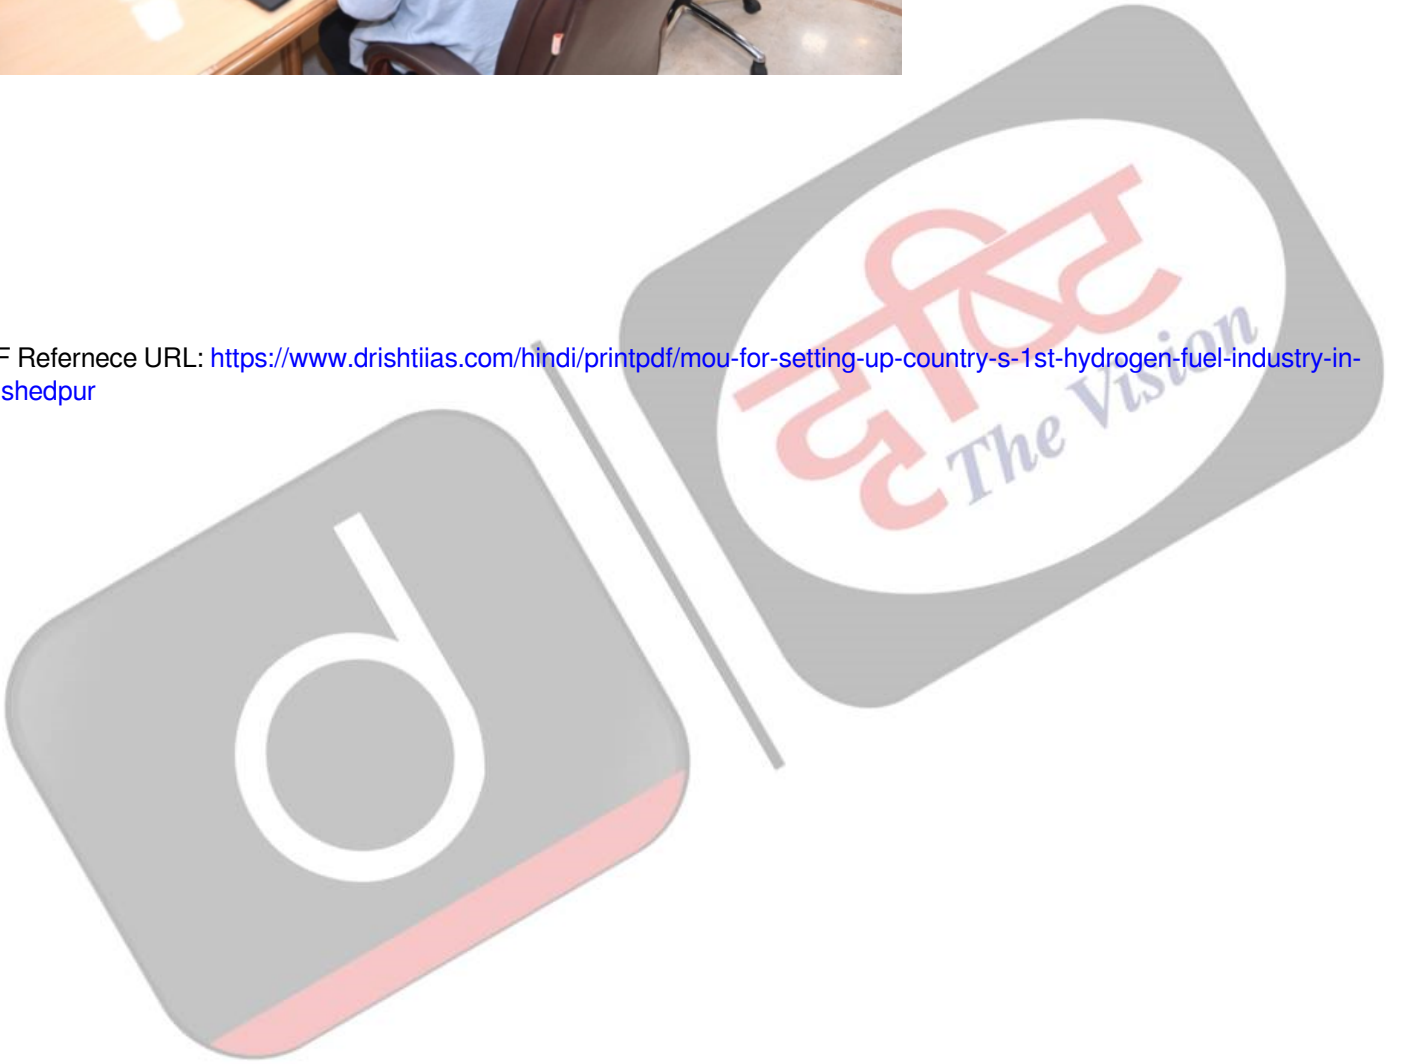 F Refernece URL: https://www.drishtiias.com/hindi/printpdf/mou-for-setting-up-country-s-1st-hydrogen-fuel-industry-in-
shedpur
दृष्टि
The Vision
d